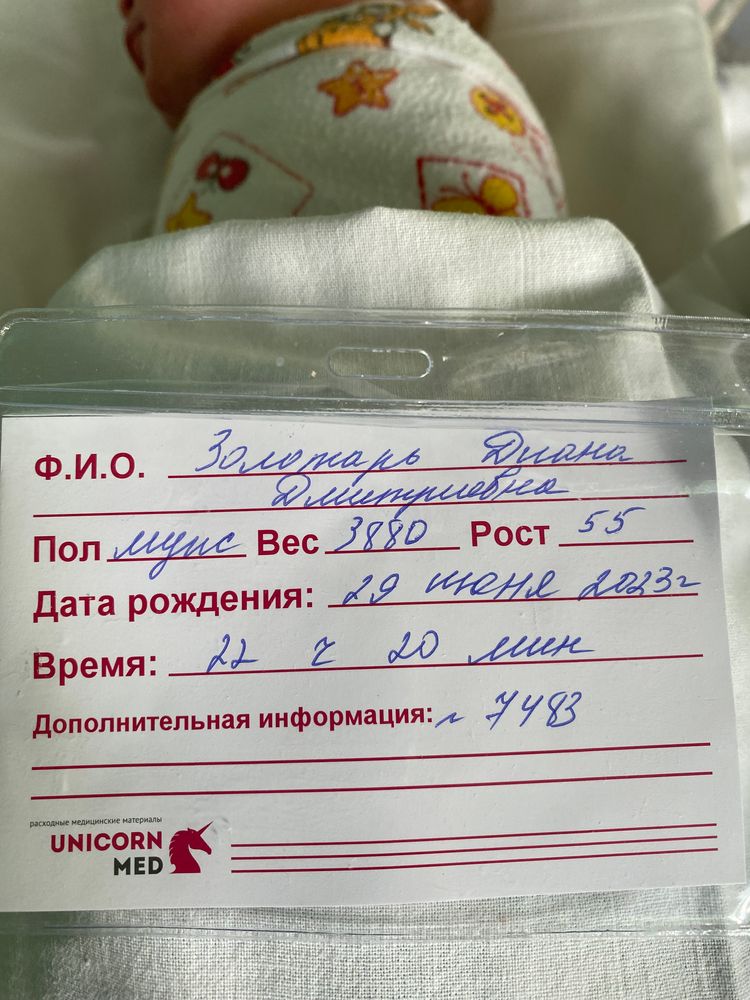 Ф.И.О. Золотарь Диана
Дмитриевна
Пол муж Вес 3880 Рост 55
Дата рождения: 29 июня 2023г
Время: 22 ч 20 мин
Дополнительная информация: 7483
расходные медицинские материалы
UNICORN
MED